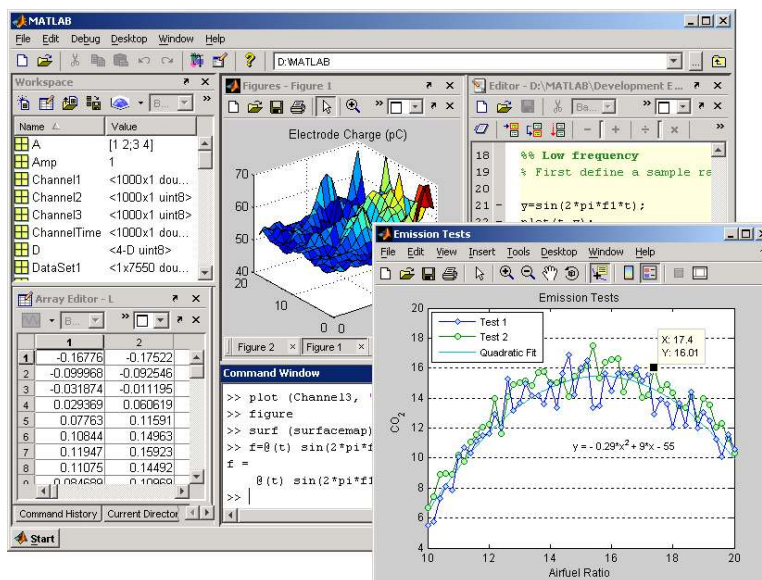 MATLAB
File Edit Debug Desktop Window Help
D:\MATLAB
Workspace
Name Value
A [1 2;3 4]
Amp 1
Channel1 <1000x1 dou...
Channel2 <1000x1 uint8>
Channel3 <1000x1 uint8>
ChannelTime <1000x1 dou...
D <4-D uint8>
DataSet1 <1x7550 dou...
Array Editor - L
1 2
1 -0.16776 -0.17522
2 -0.099968 -0.092546
3 -0.031874 -0.011195
4 0.029369 0.060619
5 0.07763 0.11591
6 0.10844 0.14963
7 0.11947 0.15923
8 0.11075 0.14492
0.084689 0.10969
Command History Current Director
Start
Figures - Figure 1
Electrode Charge (pC)
70
60
50
40
20
10
0 0
Figure 2 Figure 1
Command Window
>> plot (Channel3,
>> figure
>> surf (surfacemap)
>> f=@(t) sin(2*pi*f
f =
@(t) sin(2*pi*f1
>>
Editor - D:\MATLAB\Development E...
Ba...
18 %% Low frequency
19 % First define a sample ra
20
21 - y=sin(2*pi*f1*t);
Emission Tests
File Edit View Insert Tools Desktop Window Help
Emission Tests
Test 1
Test 2
Quadratic Fit
X: 17.4
Y: 16.01
y = - 0.29*x2 + 9*x - 55
CO2
20
18
16
14
12
10
8
6
4
10 12 14 16 18 20
Airfuel Ratio